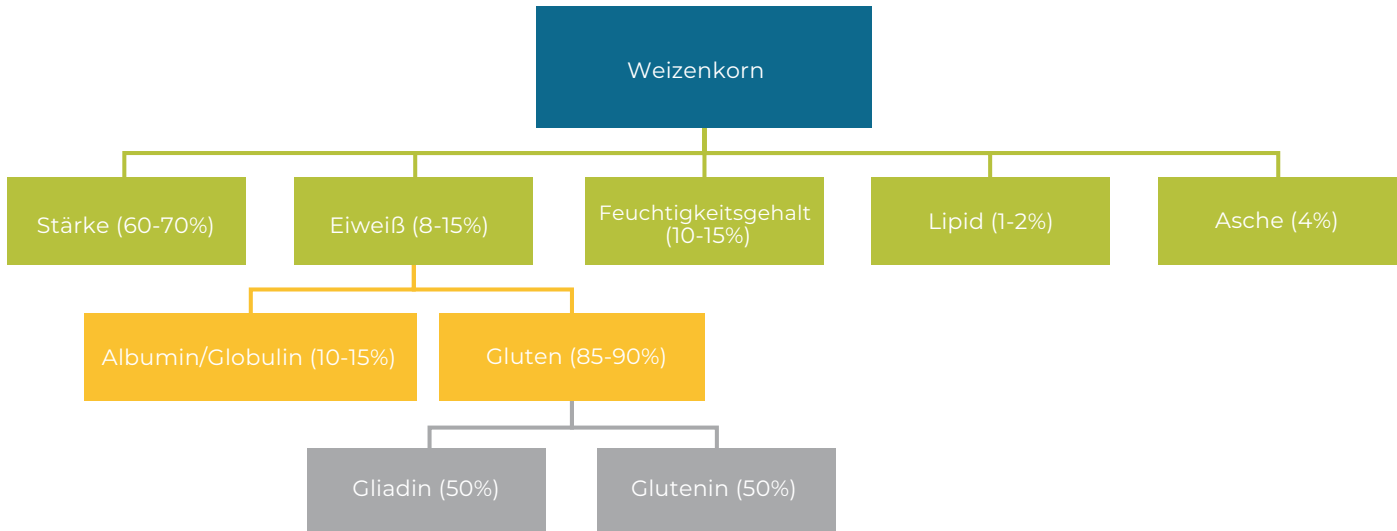 Weizenkorn
Stärke (60-70%)
Eiweiß (8-15%)
Feuchtigkeitsgehalt
(10-15%)
Lipid (1-2%)
Asche (4%)
Albumin/Globulin (10-15%)
Gluten (85-90%)
Gliadin (50%)
Glutenin (50%)